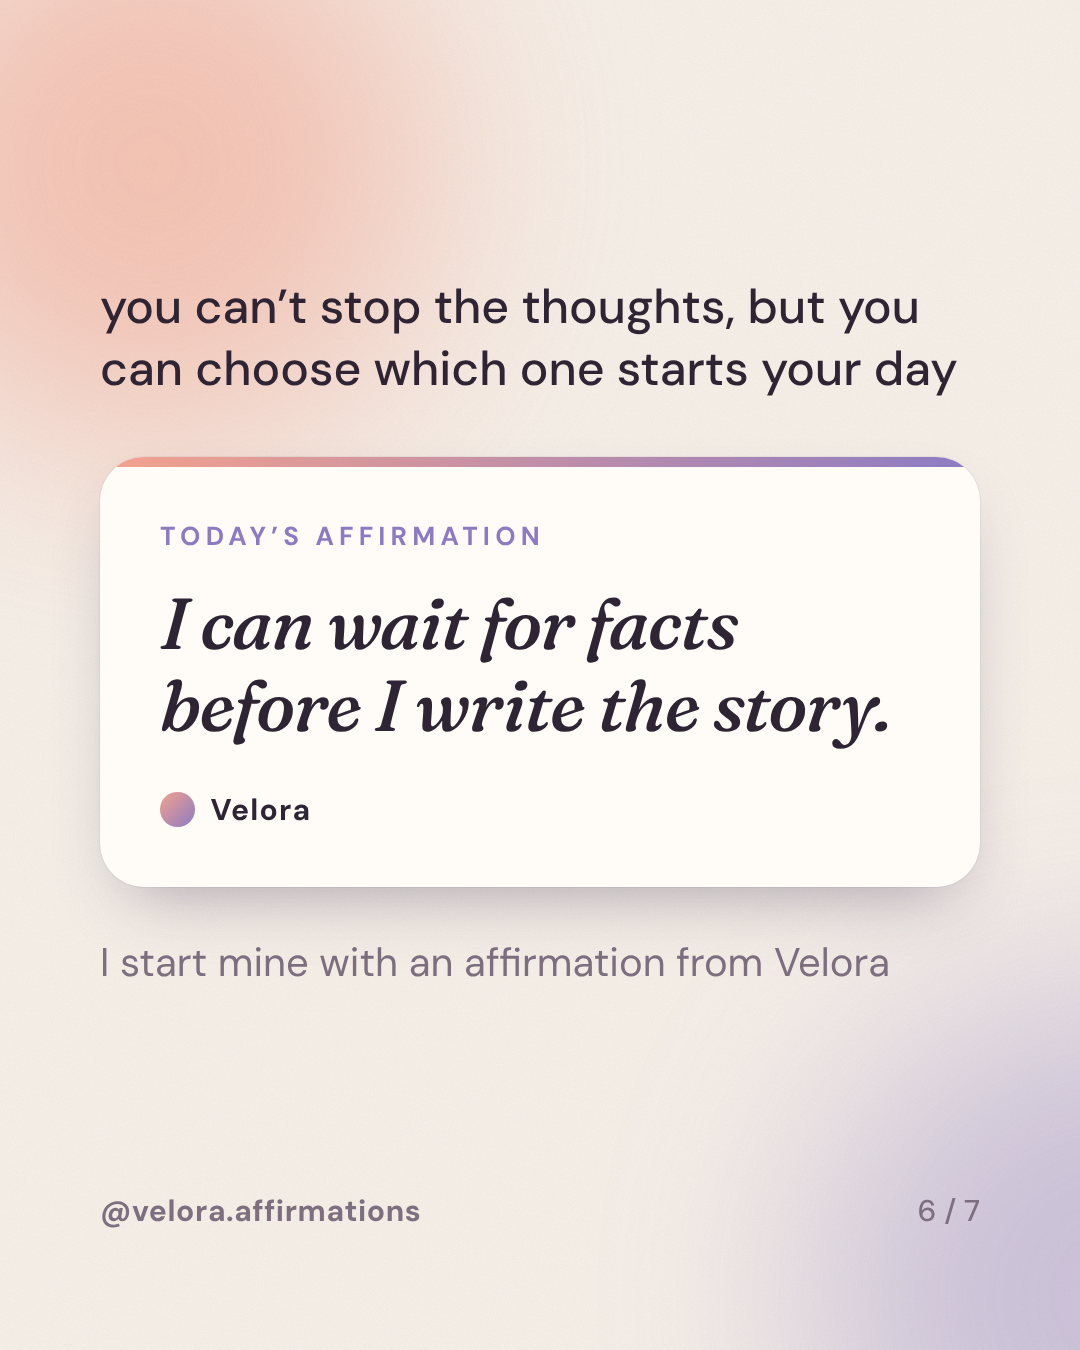 you can’t stop the thoughts, but you
can choose which one starts your day
TODAY’S AFFIRMATION
I can wait for facts
before I write the story.
Velora
I start mine with an affirmation from Velora
@velora.affirmations
6 / 7